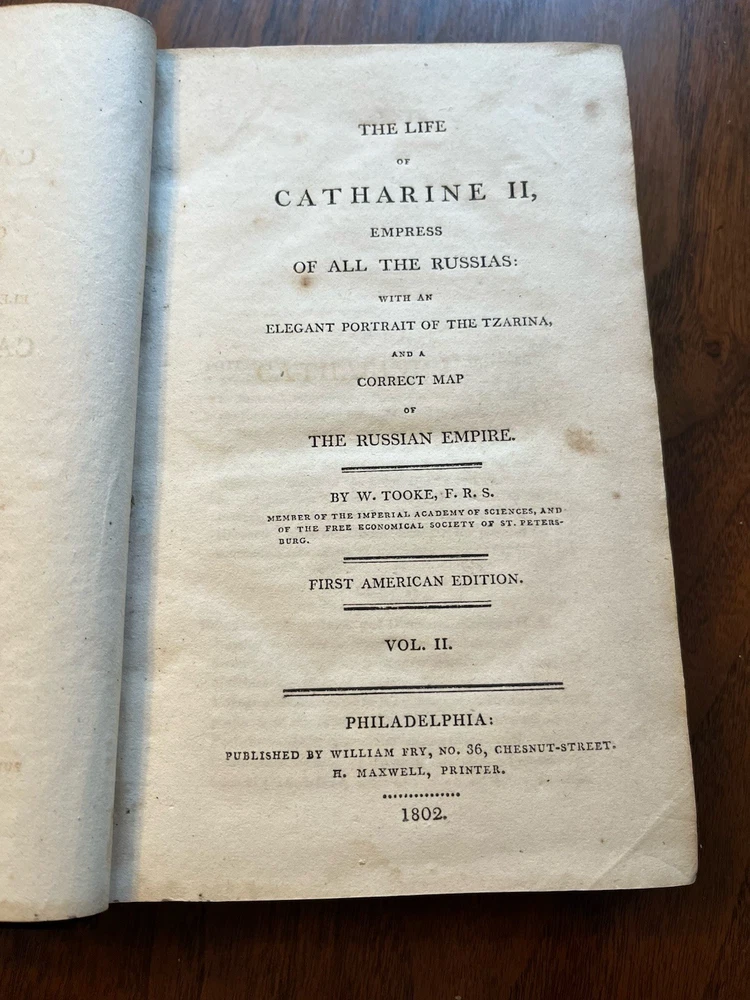 THE LIFE
OF
CATHARINE II,
EMPRESS
OF ALL THE RUSSIAS:
WITH AN
ELEGANT PORTRAIT OF THE TZARINA,
AND A
CORRECT MAP
OF
THE RUSSIAN EMPIRE.
BY W. TOOKE, F. R. S.
MEMBER OF THE IMPERIAL ACADEMY OF SCIENCES, AND
OF THE FREE ECONOMICAL SOCIETY OF ST. PETERS-
BURG.
FIRST AMERICAN EDITION.
VOL. II.
PHILADELPHIA:
PUBLISHED BY WILLIAM FRY, NO. 36, CHESNUT-STREET.
H. MAXWELL, PRINTER.
1802.